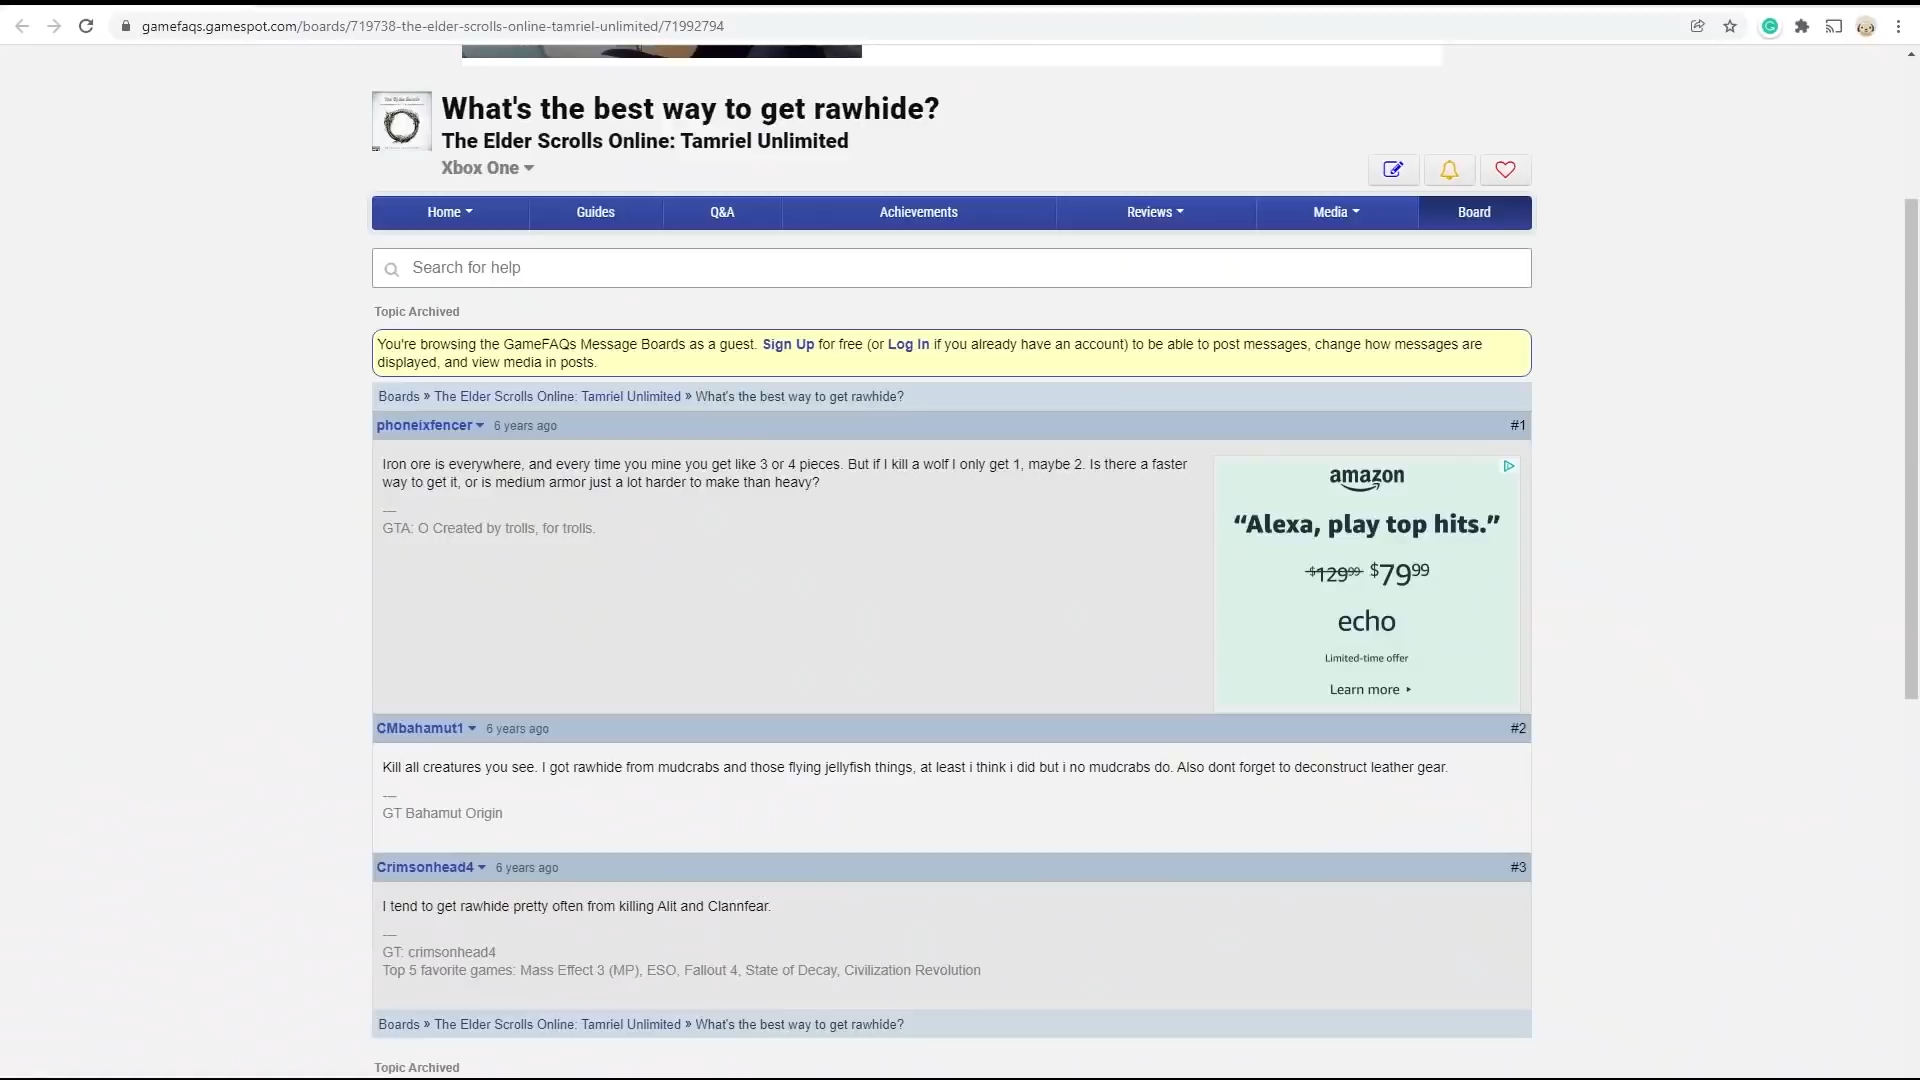 gamefaqs.gamespot.com/boards/719738-the-elder-scrolls-online-tamriel-unlimited/71992794
What's the best way to get rawhide?
The Elder Scrolls Online: Tamriel Unlimited
Xbox One
Home
Guides
Q&A
Achievements
Reviews
Media
Board
Search for help
Topic Archived
You're browsing the GameFAQs Message Boards as a guest. Sign Up for free (or Log In if you already have an account) to be able to post messages, change how messages are
displayed, and view media in posts.
Boards » The Elder Scrolls Online: Tamriel Unlimited » What's the best way to get rawhide?
phoneixfencer 6 years ago #1
Iron ore is everywhere, and every time you mine you get like 3 or 4 pieces. But if I kill a wolf I only get 1, maybe 2. Is there a faster
way to get it, or is medium armor just a lot harder to make than heavy?
---
GTA: O Created by trolls, for trolls.
amazon
“Alexa, play top hits.”
$12999 $7999
echo
Limited-time offer
Learn more
CMbahamut1 6 years ago #2
Kill all creatures you see. I got rawhide from mudcrabs and those flying jellyfish things, at least i think i did but i no mudcrabs do. Also dont forget to deconstruct leather gear.
---
GT Bahamut Origin
Crimsonhead4 6 years ago #3
I tend to get rawhide pretty often from killing Alit and Clannfear.
---
GT: crimsonhead4
Top 5 favorite games: Mass Effect 3 (MP), ESO, Fallout 4, State of Decay, Civilization Revolution
Boards » The Elder Scrolls Online: Tamriel Unlimited » What's the best way to get rawhide?
Topic Archived